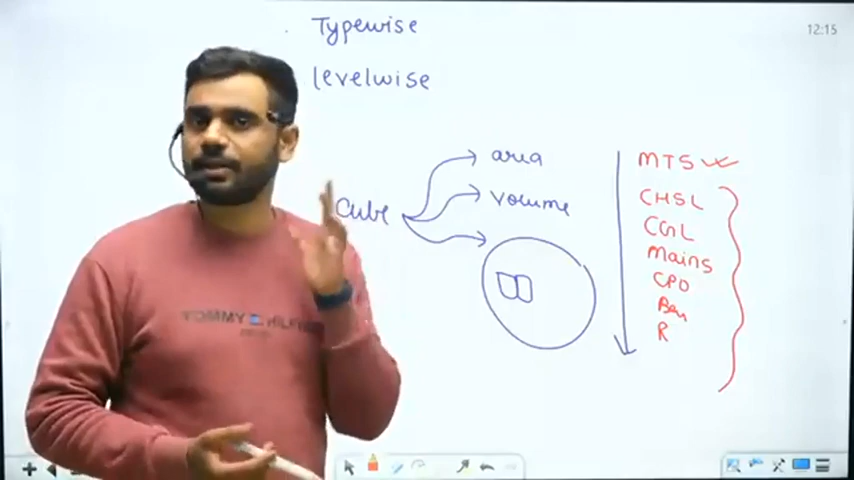 Typewise
12:15
levelwise
area
MTS
Cube
volume
CHSL
CGL
Mains
CPO
R
TOMMY HILFIGER